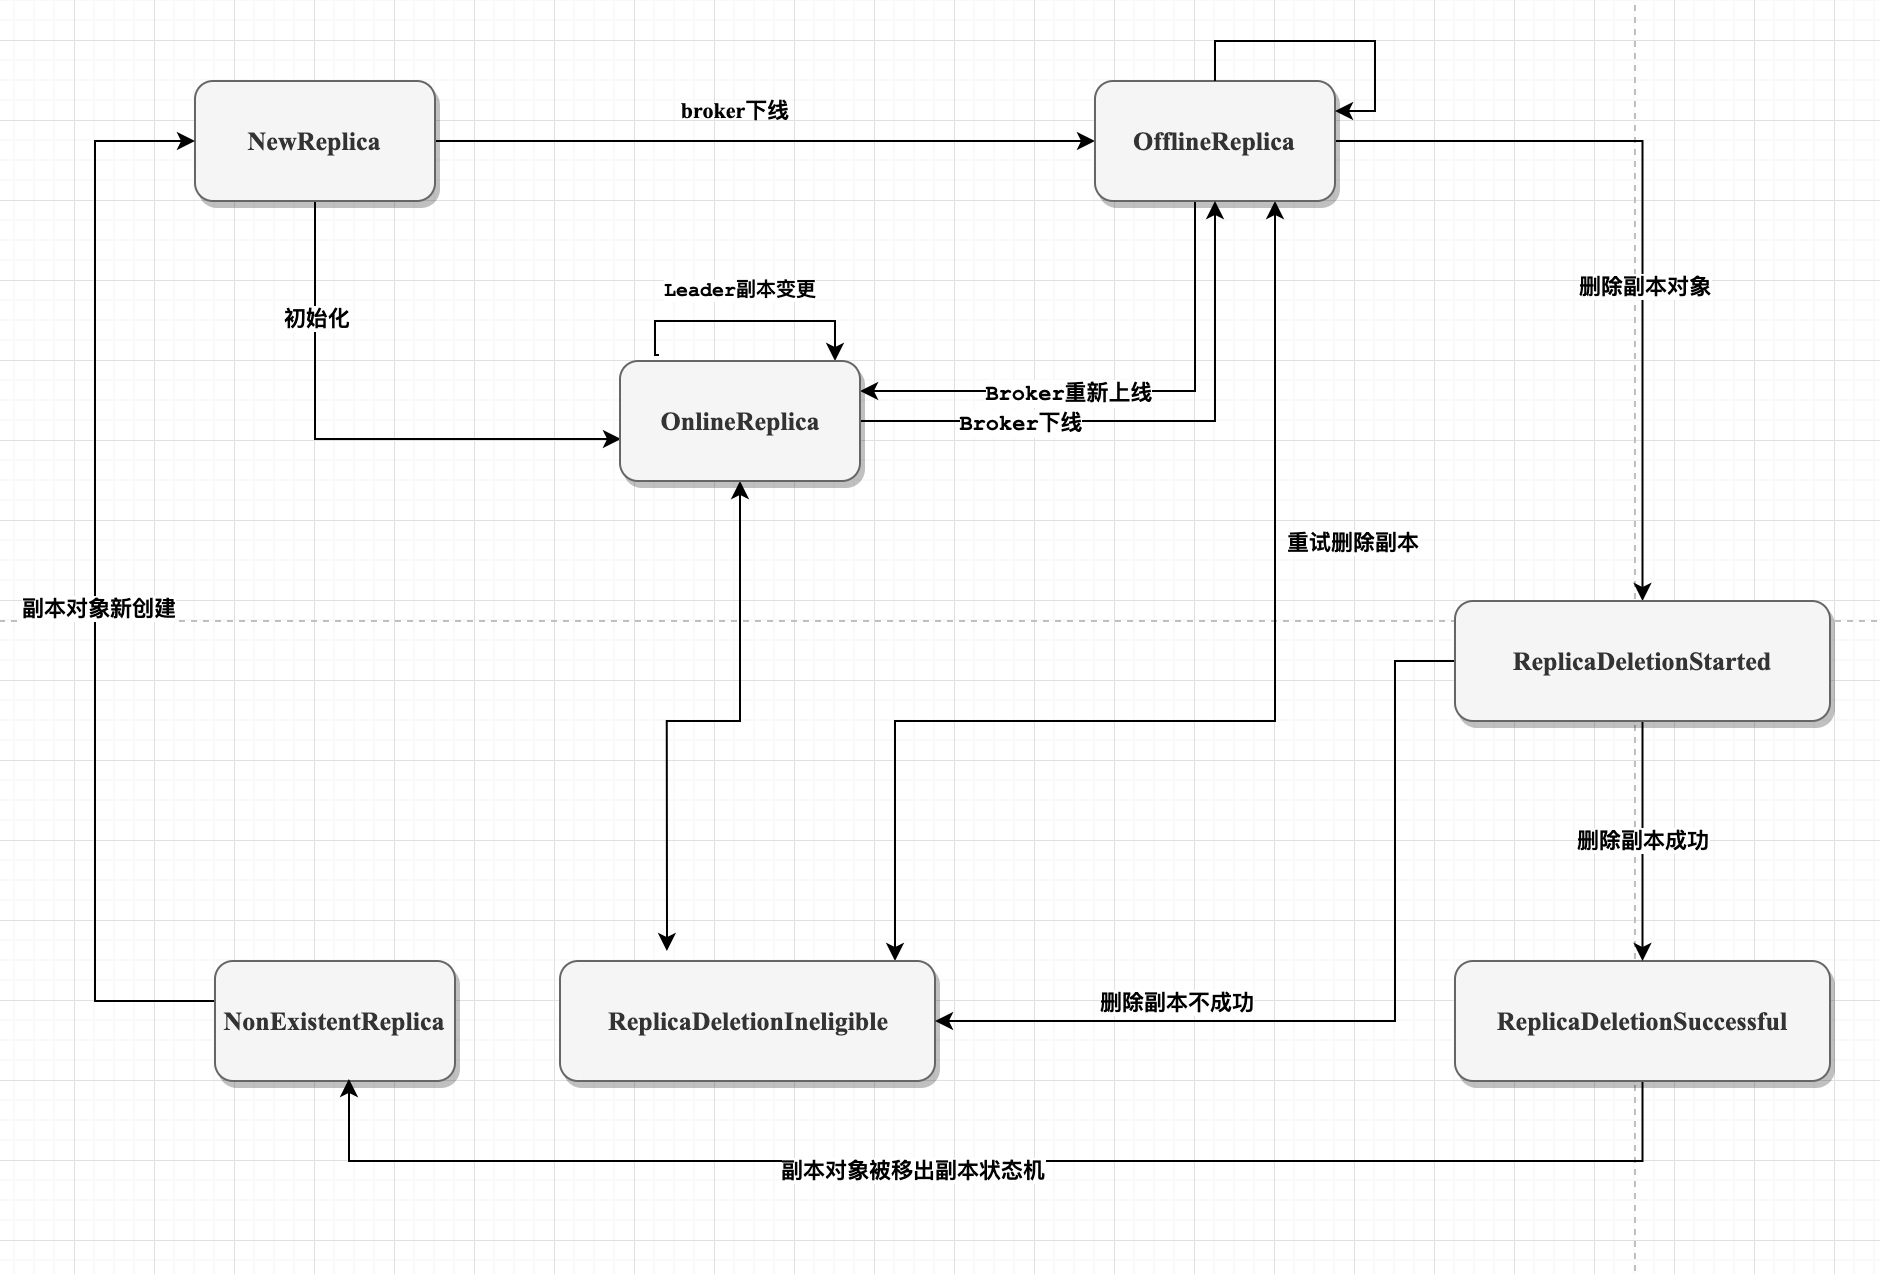 broker下线
NewReplica
OfflineReplica
删除副本对象
Leader副本变更
初始化
Broker重新上线
OnlineReplica
Broker下线
重试删除副本
副本对象新创建
ReplicaDeletionStarted
删除副本成功
删除副本不成功
NonExistentReplica
ReplicaDeletionIneligible
ReplicaDeletionSuccessful
副本对象被移出副本状态机